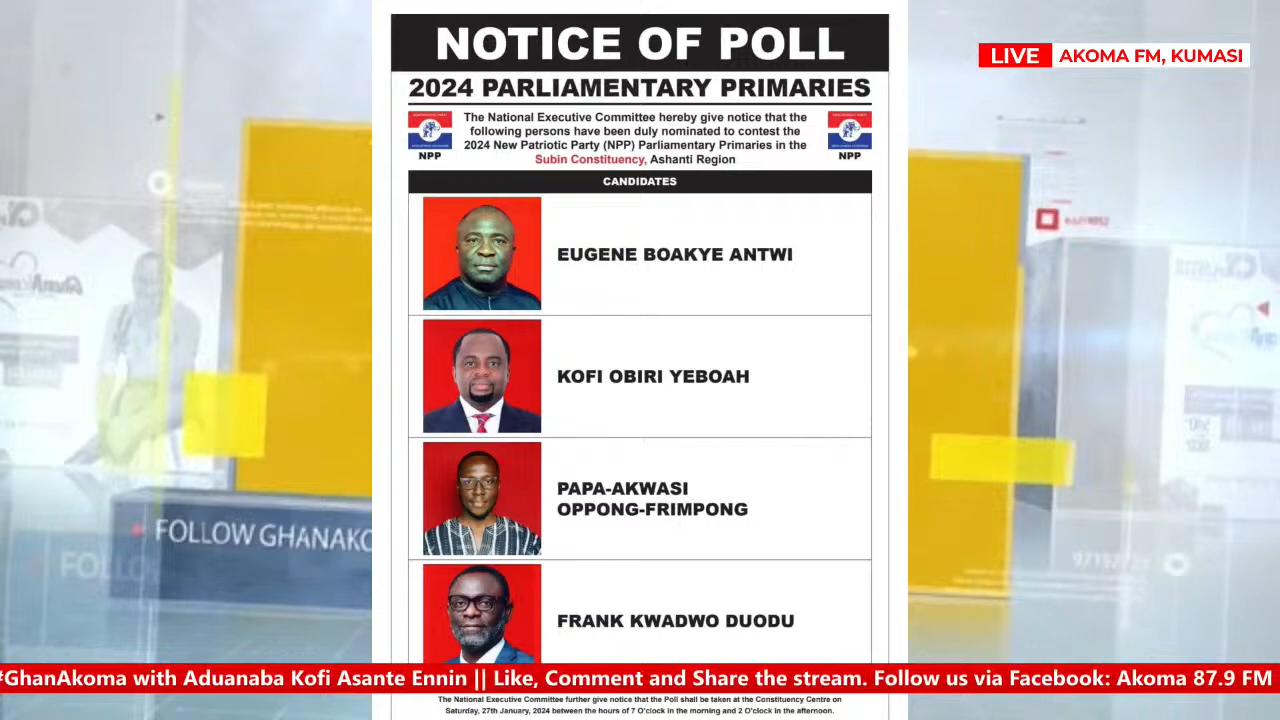 NOTICE OF POLL
LIVE AKOMA FM, KUMASI
2024 PARLIAMENTARY PRIMARIES
The National Executive Committee hereby give notice that the
following persons have been duly nominated to contest the
2024 New Patriotic Party (NPP) Parliamentary Primaries in the
Subin Constituency, Ashanti Region
NPP
NPP
CANDIDATES
EUGENE BOAKYE ANTWI
KOFI OBIRI YEBOAH
PAPA-AKWASI
OPPONG-FRIMPONG
FRANK KWADWO DUODU
FOLLOW GHANAKO
FOLLO
#GhanAkoma with Aduanaba Kofi Asante Ennin || Like, Comment and Share the stream. Follow us via Facebook: Akoma 87.9 FM
The National Executive Committee further give notice that the Poll shall be taken at the Constituency Centre on
Saturday, 27th January, 2024 between the hours of 7 O'clock in the morning and 2 O'clock in the afternoon.